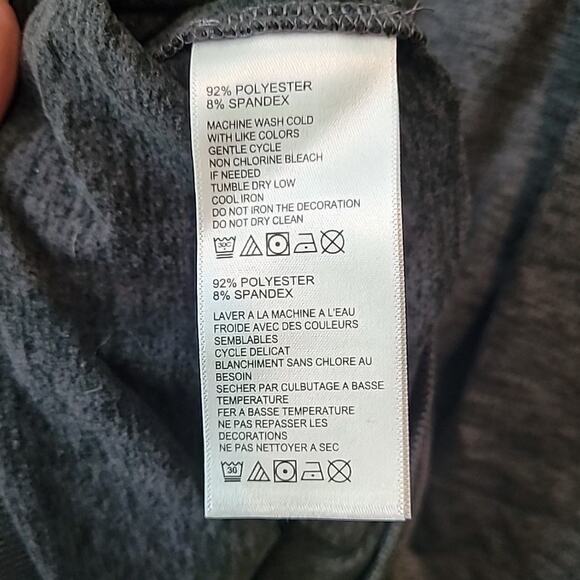 92% POLYESTER
8% SPANDEX
MACHINE WASH COLD
WITH LIKE COLORS
GENTLE CYCLE
NON CHLORINE BLEACH
IF NEEDED
TUMBLE DRY LOW
COOL IRON
DO NOT IRON THE DECORATION
DO NOT DRY CLEAN
30C
92% POLYESTER
8% SPANDEX
LAVER A LA MACHINE A L'EAU
FROIDE AVEC DES COULEURS
SEMBLABLES
CYCLE DELICAT
BLANCHIMENT SANS CHLORE AU
BESOIN
SECHER PAR CULBUTAGE A BASSE
TEMPERATURE
FER A BASSE TEMPERATURE
NE PAS REPASSER LES
DECORATIONS
NE PAS NETTOYER A SEC
30